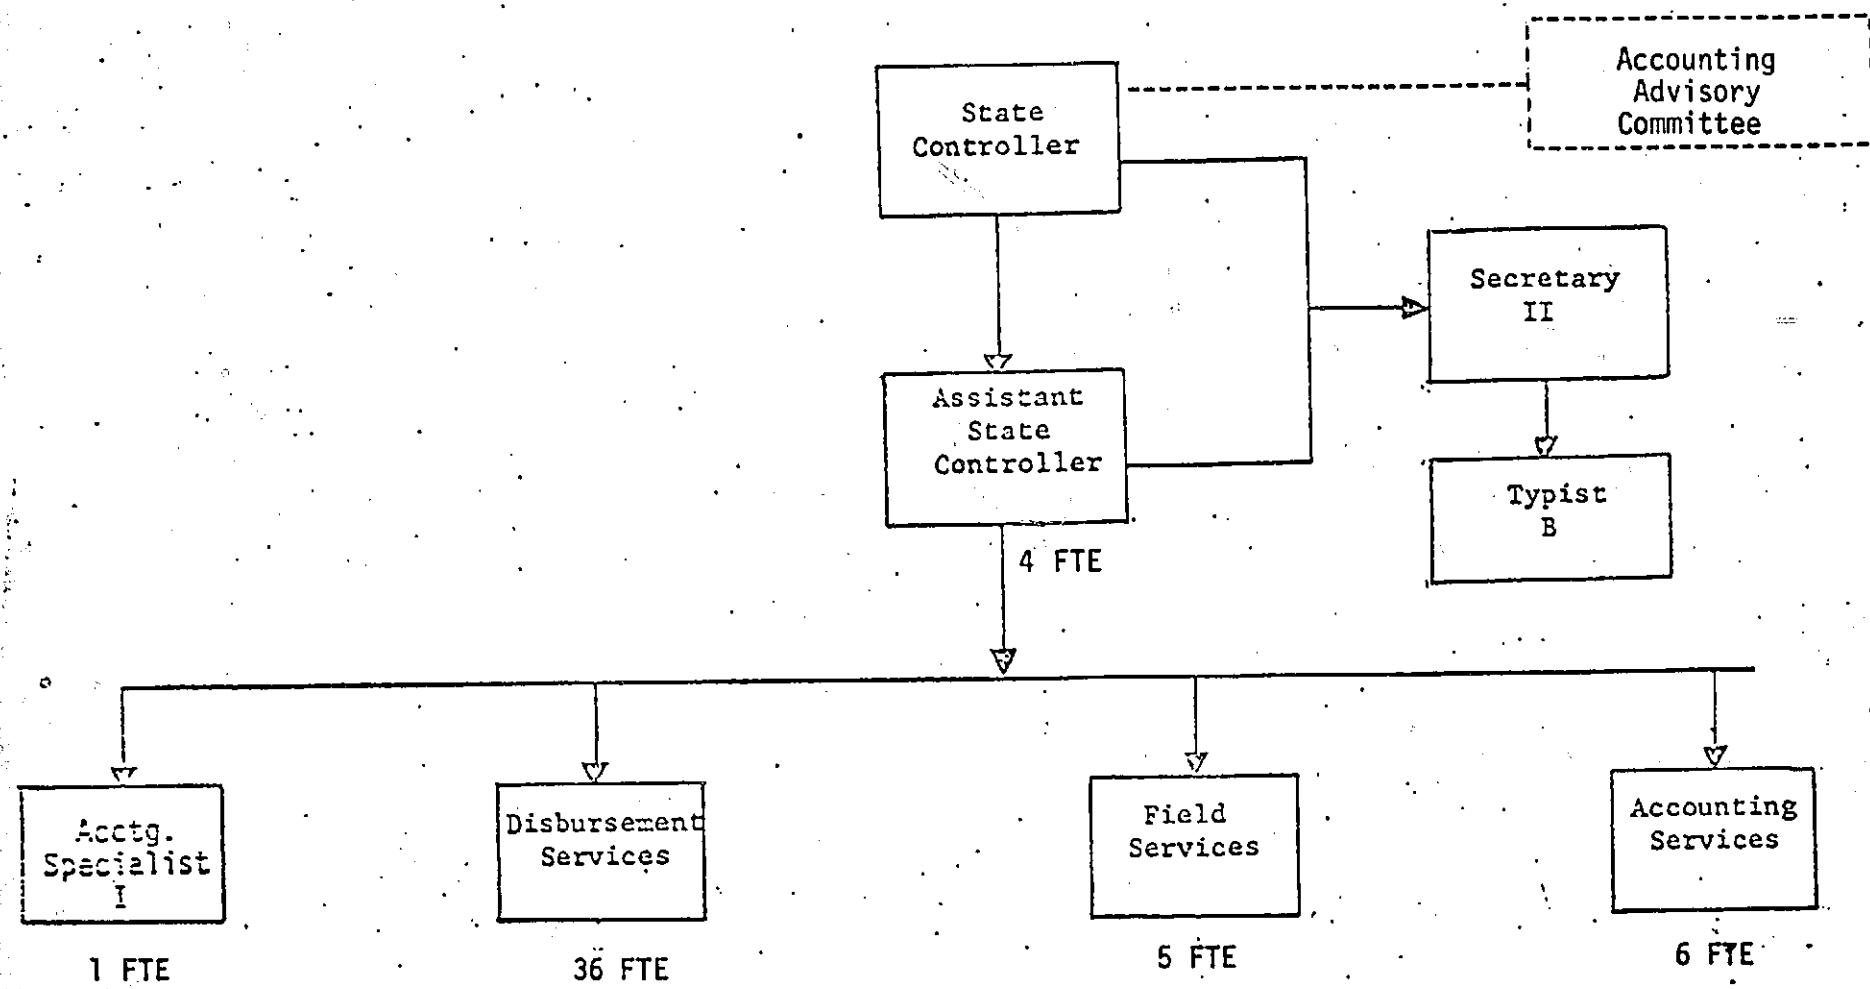 Accounting
Advisory
Committee
State
Controller
Secretary
II
Assistant
State
Controller
Typist
B
4 FTE
Acctg.
Specialist
I
Disbursement
Services
Field
Services
Accounting
Services
1 FTE
36 FTE
5 FTE
6 FTE